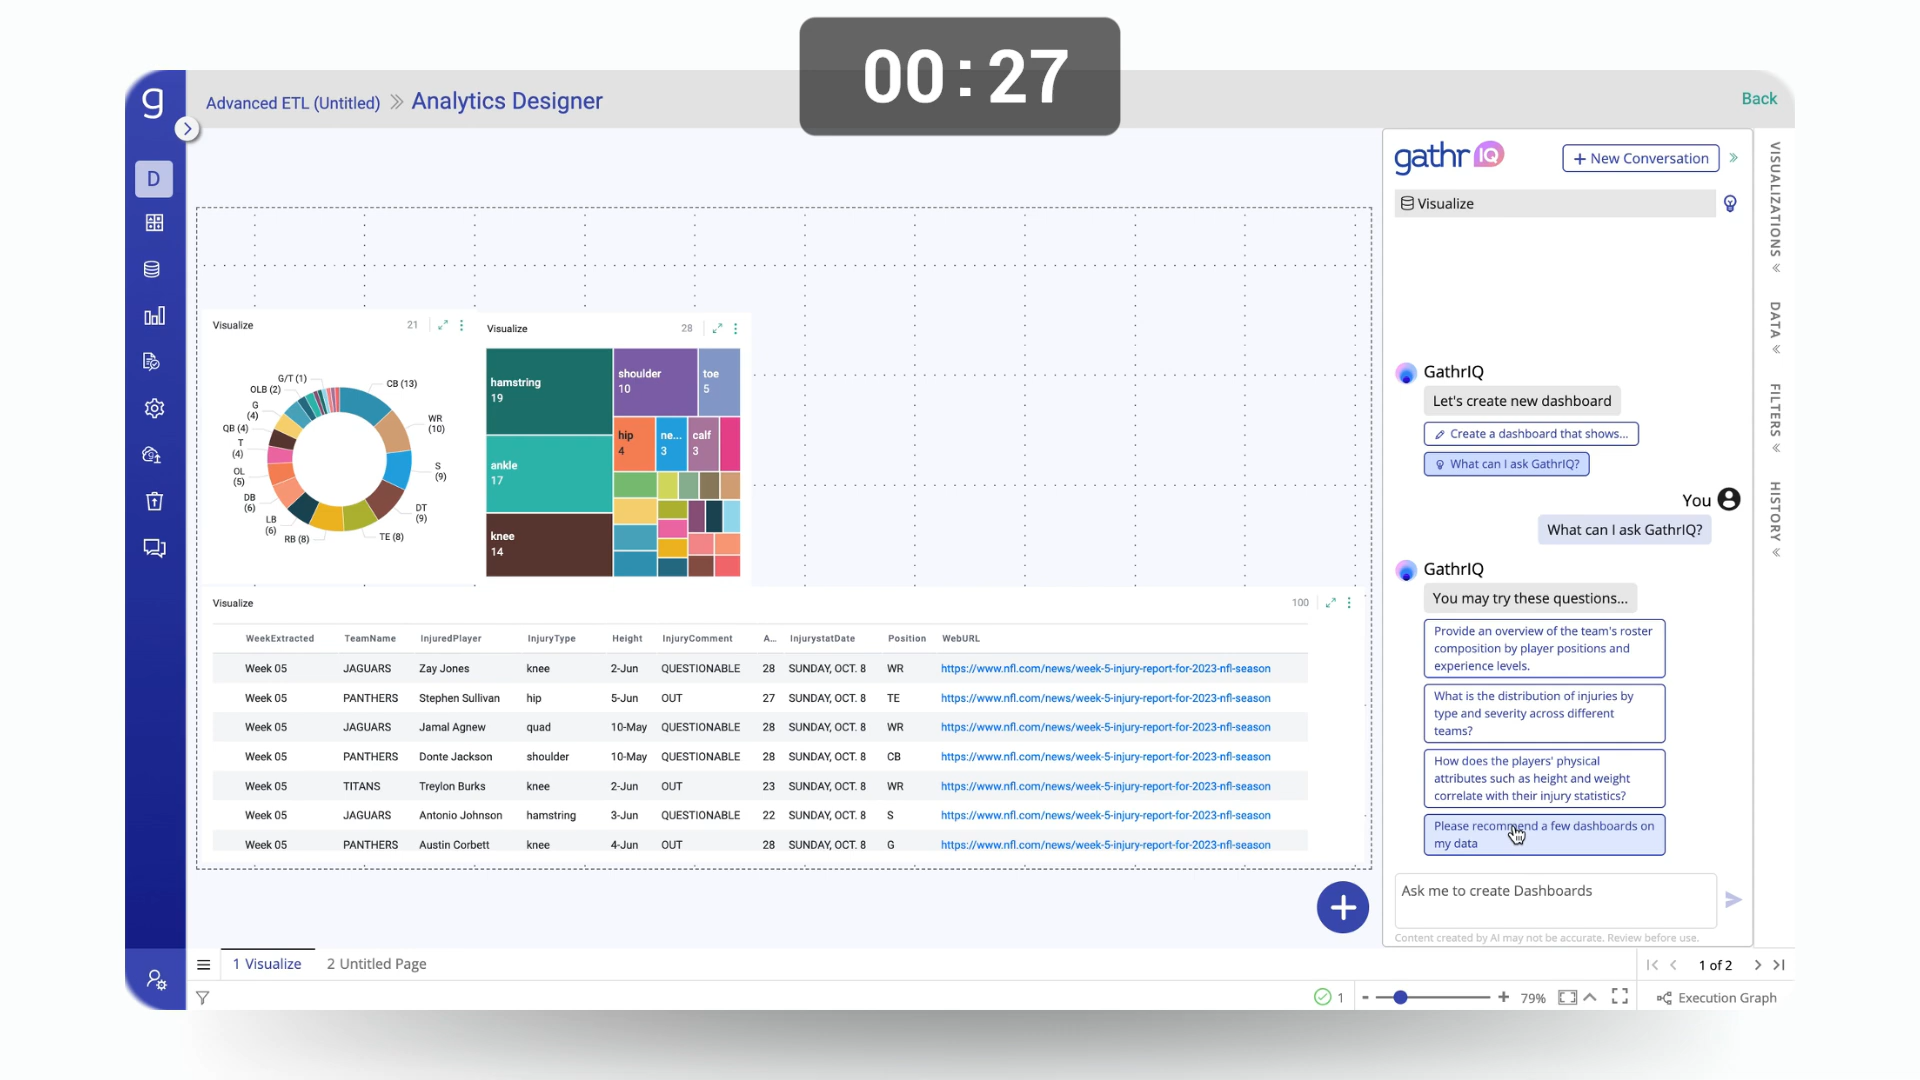 00:27
g
Advanced ETL (Untitled) » Analytics Designer
Back
D
Visualize
21
G/T (1)
OLB (2)
CB (13)
G
(4)
WR
(10)
QB (4)
T
(4)
S
(9)
OL
(5)
DB
(6)
DT
(9)
LB
(6)
RB (8)
TE (8)
Visualize
28
hamstring
19
shoulder
10
toe
5
ankle
17
hip
4
ne...
3
calf
3
knee
14
Visualize
100
WeekExtracted TeamName InjuredPlayer InjuryType Height InjuryComment A... InjurystatDate Position WebURL
Week 05 JAGUARS Zay Jones knee 2-Jun QUESTIONABLE 28 SUNDAY, OCT. 8 WR https://www.nfl.com/news/week-5-injury-report-for-2023-nfl-season
Week 05 PANTHERS Stephen Sullivan hip 5-Jun OUT 27 SUNDAY, OCT. 8 TE https://www.nfl.com/news/week-5-injury-report-for-2023-nfl-season
Week 05 JAGUARS Jamal Agnew quad 10-May QUESTIONABLE 28 SUNDAY, OCT. 8 WR https://www.nfl.com/news/week-5-injury-report-for-2023-nfl-season
Week 05 PANTHERS Donte Jackson shoulder 10-May QUESTIONABLE 28 SUNDAY, OCT. 8 CB https://www.nfl.com/news/week-5-injury-report-for-2023-nfl-season
Week 05 TITANS Treylon Burks knee 2-Jun OUT 23 SUNDAY, OCT. 8 WR https://www.nfl.com/news/week-5-injury-report-for-2023-nfl-season
Week 05 JAGUARS Antonio Johnson hamstring 3-Jun QUESTIONABLE 22 SUNDAY, OCT. 8 S https://www.nfl.com/news/week-5-injury-report-for-2023-nfl-season
Week 05 PANTHERS Austin Corbett knee 4-Jun OUT 28 SUNDAY, OCT. 8 G https://www.nfl.com/news/week-5-injury-report-for-2023-nfl-season
gathr IQ
+ New Conversation
Visualize
GathrIQ
Let's create new dashboard
Create a dashboard that shows...
What can I ask GathrIQ?
You
What can I ask GathrIQ?
GathrIQ
You may try these questions...
Provide an overview of the team's roster
composition by player positions and
experience levels.
What is the distribution of injuries by
type and severity across different
teams?
How does the players' physical
attributes such as height and weight
correlate with their injury statistics?
Please recommend a few dashboards on
my data
Ask me to create Dashboards
Content created by AI may not be accurate. Review before use.
VISUALIZATIONS
DATA
FILTERS
HISTORY
1 Visualize
2 Untitled Page
1 of 2
1
- + 79%
Execution Graph